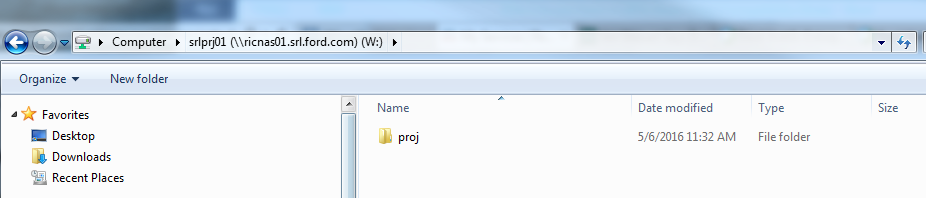 Computer srlprj01 (\\ricnas01.srl.ford.com) (W:)
Organize New folder
Favorites
Desktop
Downloads
Recent Places
Name Date modified Type Size
proj 5/6/2016 11:32 AM File folder